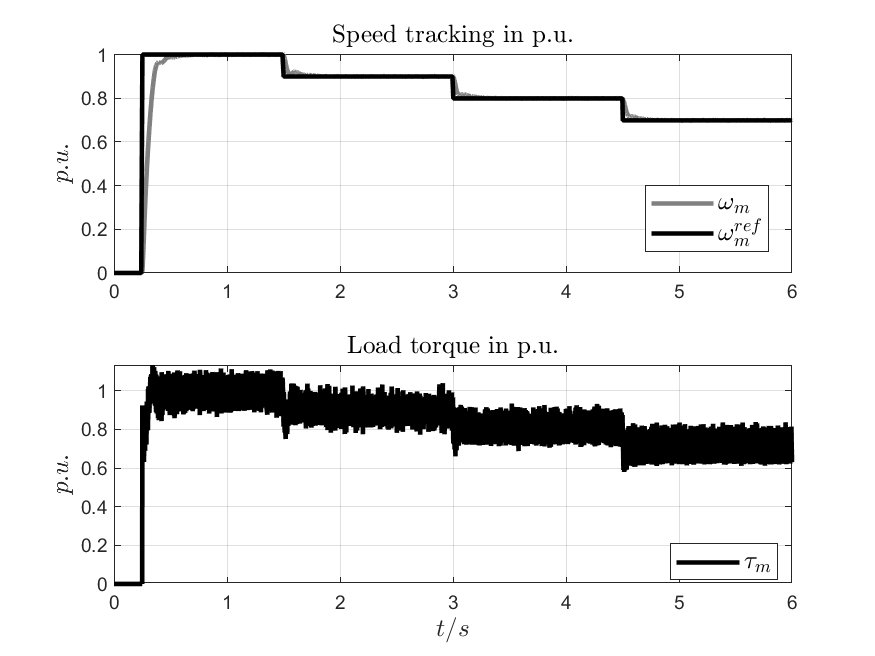 Speed tracking in p.u.
1
0.8
0.6
0.4
0.2
0
p.u.
ω_m
ω_m^{ref}
0 1 2 3 4 5 6
Load torque in p.u.
1
0.8
0.6
0.4
0.2
0
p.u.
τ_m
0 1 2 3 4 5 6
t/s